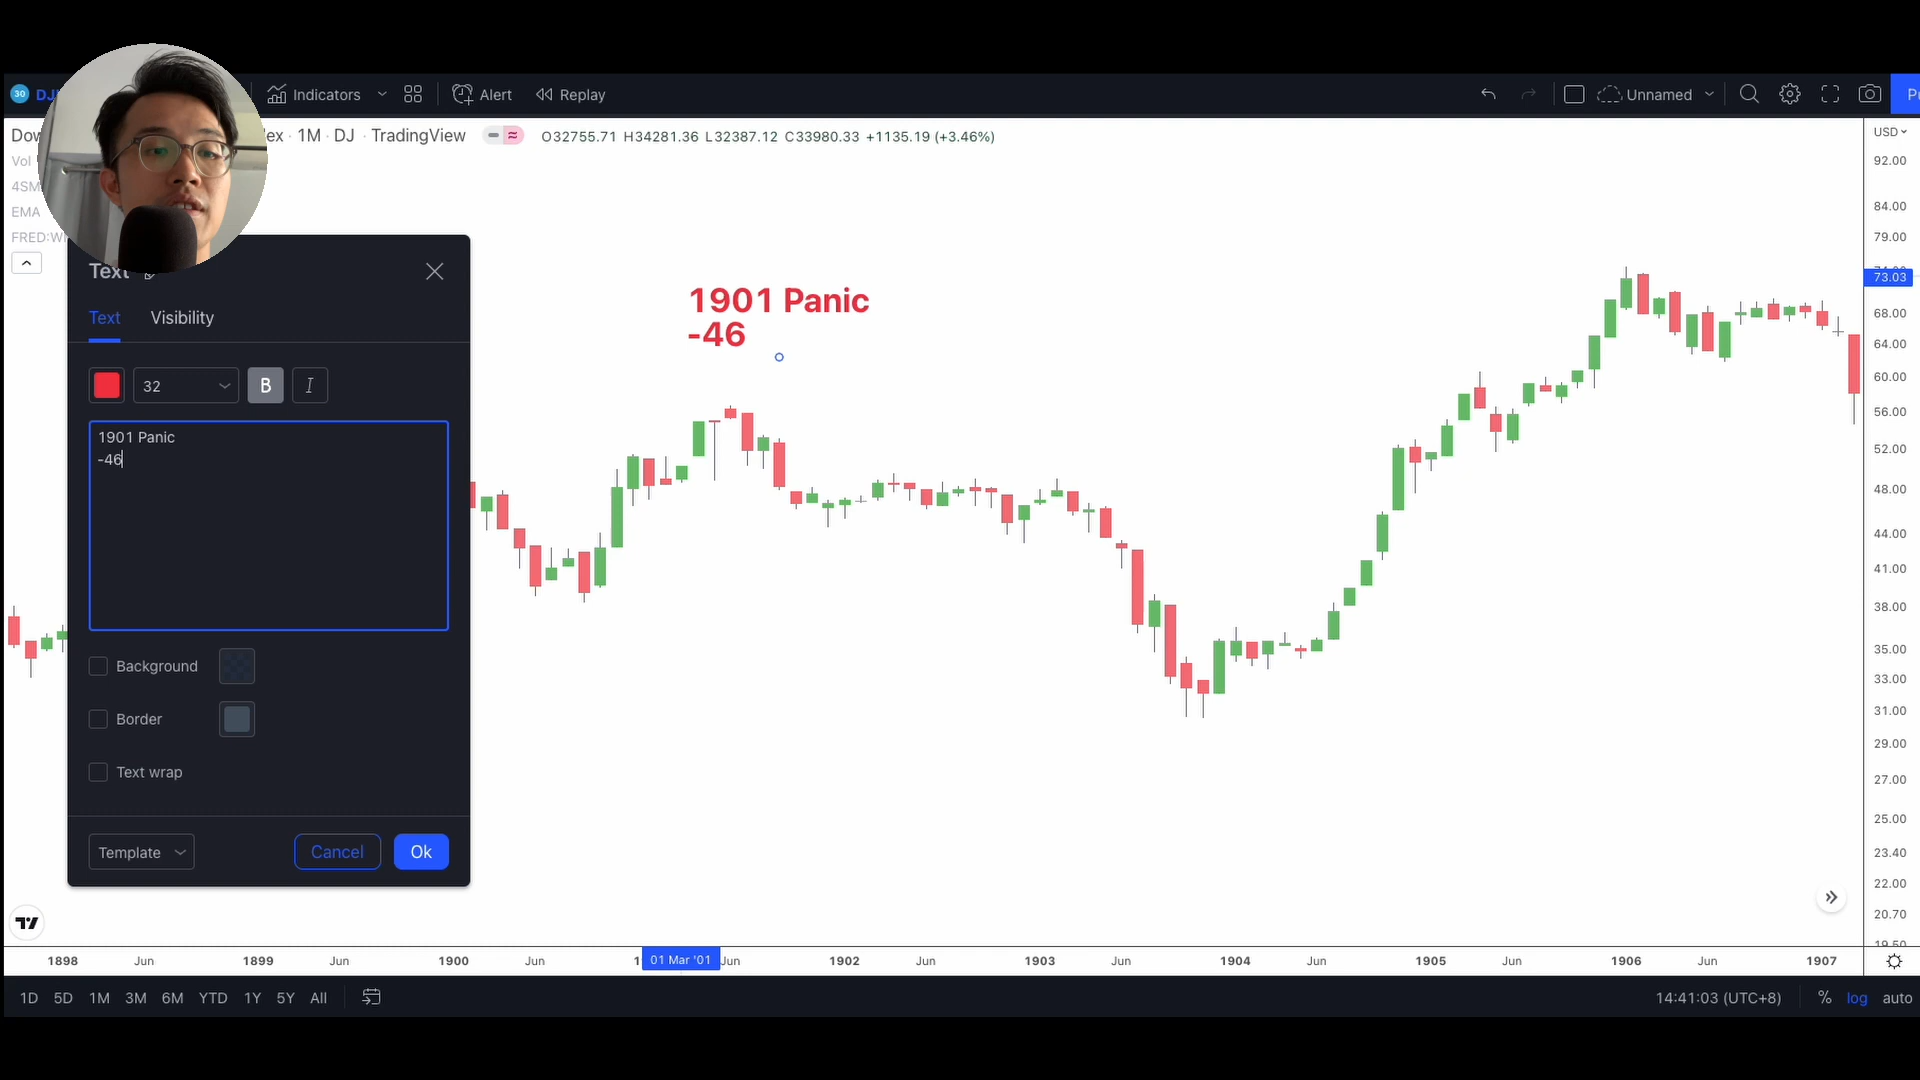 30 DJ
Indicators
Alert
Replay
Unnamed
Dow
ex · 1M · DJ · TradingView
O32755.71 H34281.36 L32387.12 C33980.33 +1135.19 (+3.46%)
USD
Vol
4SM
EMA
FRED:W
Text
Text
Visibility
32
B
I
1901 Panic
-46
Background
Border
Text wrap
Template
Cancel
Ok
1901 Panic
-46
92.00
84.00
79.00
73.03
68.00
64.00
60.00
56.00
52.00
48.00
44.00
41.00
38.00
35.00
33.00
31.00
29.00
27.00
25.00
23.40
22.00
20.70
1898 Jun 1899 Jun 1900 Jun 01 Mar '01 Jun 1902 Jun 1903 Jun 1904 Jun 1905 Jun 1906 Jun 1907
1D 5D 1M 3M 6M YTD 1Y 5Y All
14:41:03 (UTC+8)
% log auto